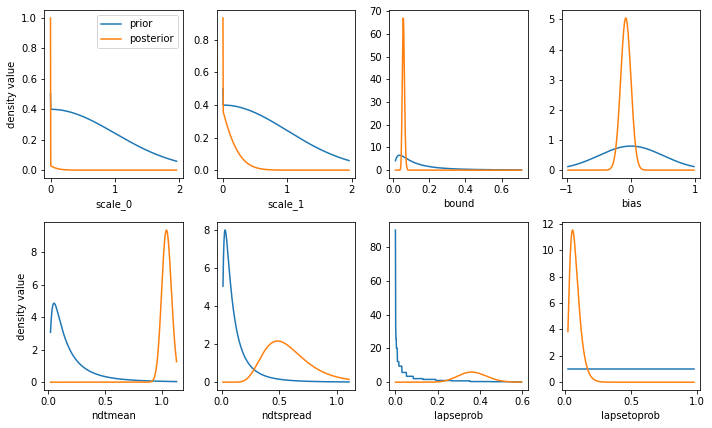 1.0
0.8
0.6
0.4
0.2
0.0
density value
0 1 2
scale_0
prior
posterior
0.8
0.6
0.4
0.2
0.0
0 1 2
scale_1
70
60
50
40
30
20
10
0
0.0 0.2 0.4 0.6
bound
5
4
3
2
1
0
−1 0 1
bias
8
6
4
2
0
density value
0.0 0.5 1.0
ndtmean
8
6
4
2
0
0.0 0.5 1.0
ndtspread
80
60
40
20
0
0.0 0.2 0.4 0.6
lapseprob
12
10
8
6
4
2
0
0.0 0.5 1.0
lapsetoprob